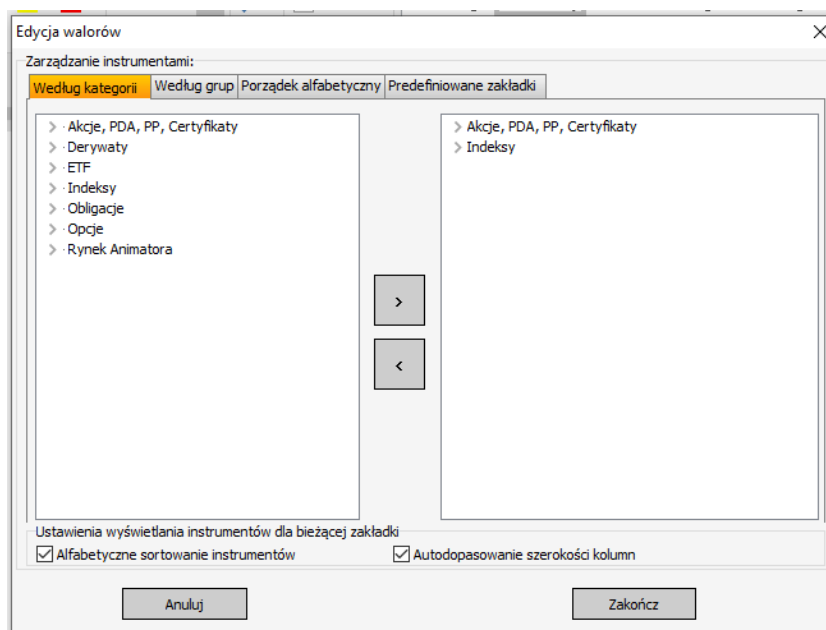 Edycja walorów
Zarządzanie instrumentami:
Według kategorii
Według grup
Porządek alfabetyczny
Predefiniowane zakładki
Akcje, PDA, PP, Certyfikaty
Derywaty
ETF
Indeksy
Obligacje
Opcje
Rynek Animatora
>
<
Akcje, PDA, PP, Certyfikaty
Indeksy
Ustawienia wyświetlania instrumentów dla bieżącej zakładki
Alfabetyczne sortowanie instrumentów
Autodopasowanie szerokości kolumn
Anuluj
Zakończ